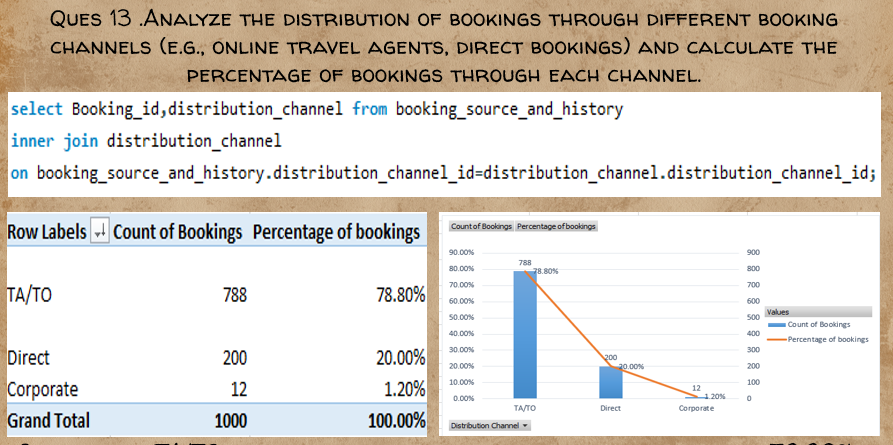 Ques 13 .Analyze the distribution of bookings through different booking
channels (e.g., online travel agents, direct bookings) and calculate the
percentage of bookings through each channel.
select Booking_id,distribution_channel from booking_source_and_history
inner join distribution_channel
on booking_source_and_history.distribution_channel_id=distribution_channel.distribution_channel_id;
Row Labels Count of Bookings Percentage of bookings
TA/TO 788 78.80%
Direct 200 20.00%
Corporate 12 1.20%
Grand Total 1000 100.00%
Count of Bookings Percentage of bookings
90.00% 900
80.00% 800
70.00% 700
60.00% 600
50.00% 500
40.00% 400
30.00% 300
20.00% 200
10.00% 100
0.00% 0
788
78.80%
200
20.00%
12
1.20%
TA/TO Direct Corporate
Values
Count of Bookings
Percentage of bookings
Distribution Channel